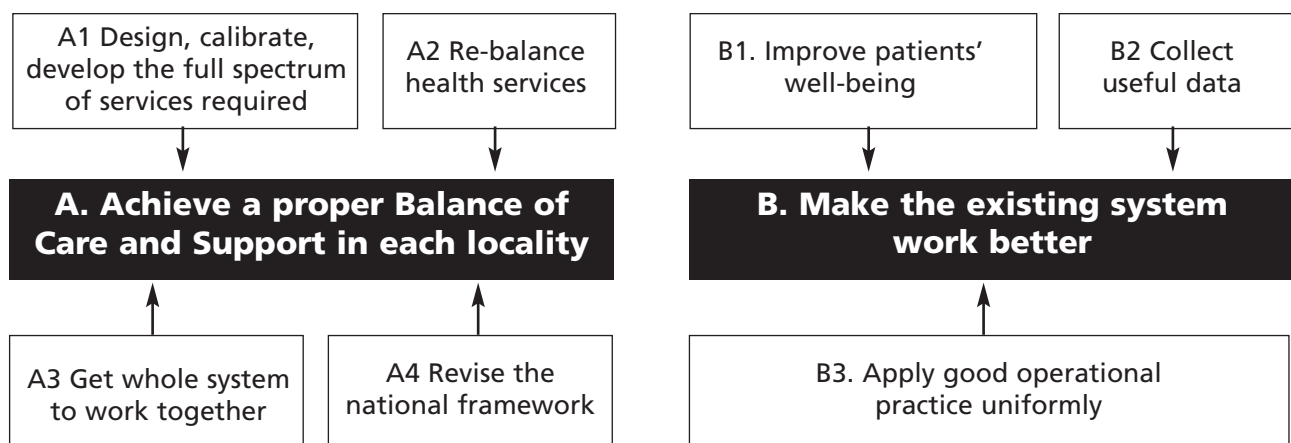 A1 Design, calibrate,
develop the full spectrum
of services required
A2 Re-balance
health services
B1. Improve patients’
well-being
B2 Collect
useful data
A. Achieve a proper Balance of
Care and Support in each locality
B. Make the existing system
work better
A3 Get whole system
to work together
A4 Revise the
national framework
B3. Apply good operational
practice uniformly